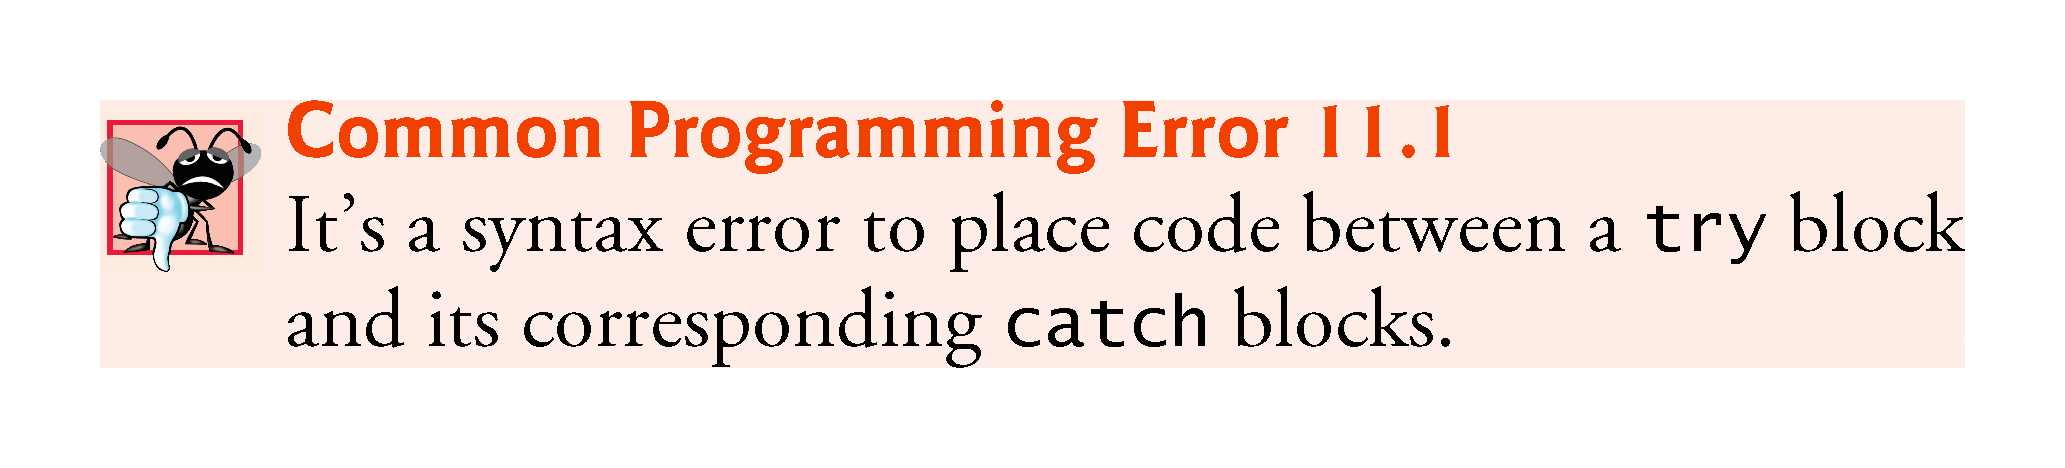 Common Programming Error 11.1
It’s a syntax error to place code between a try block
and its corresponding catch blocks.